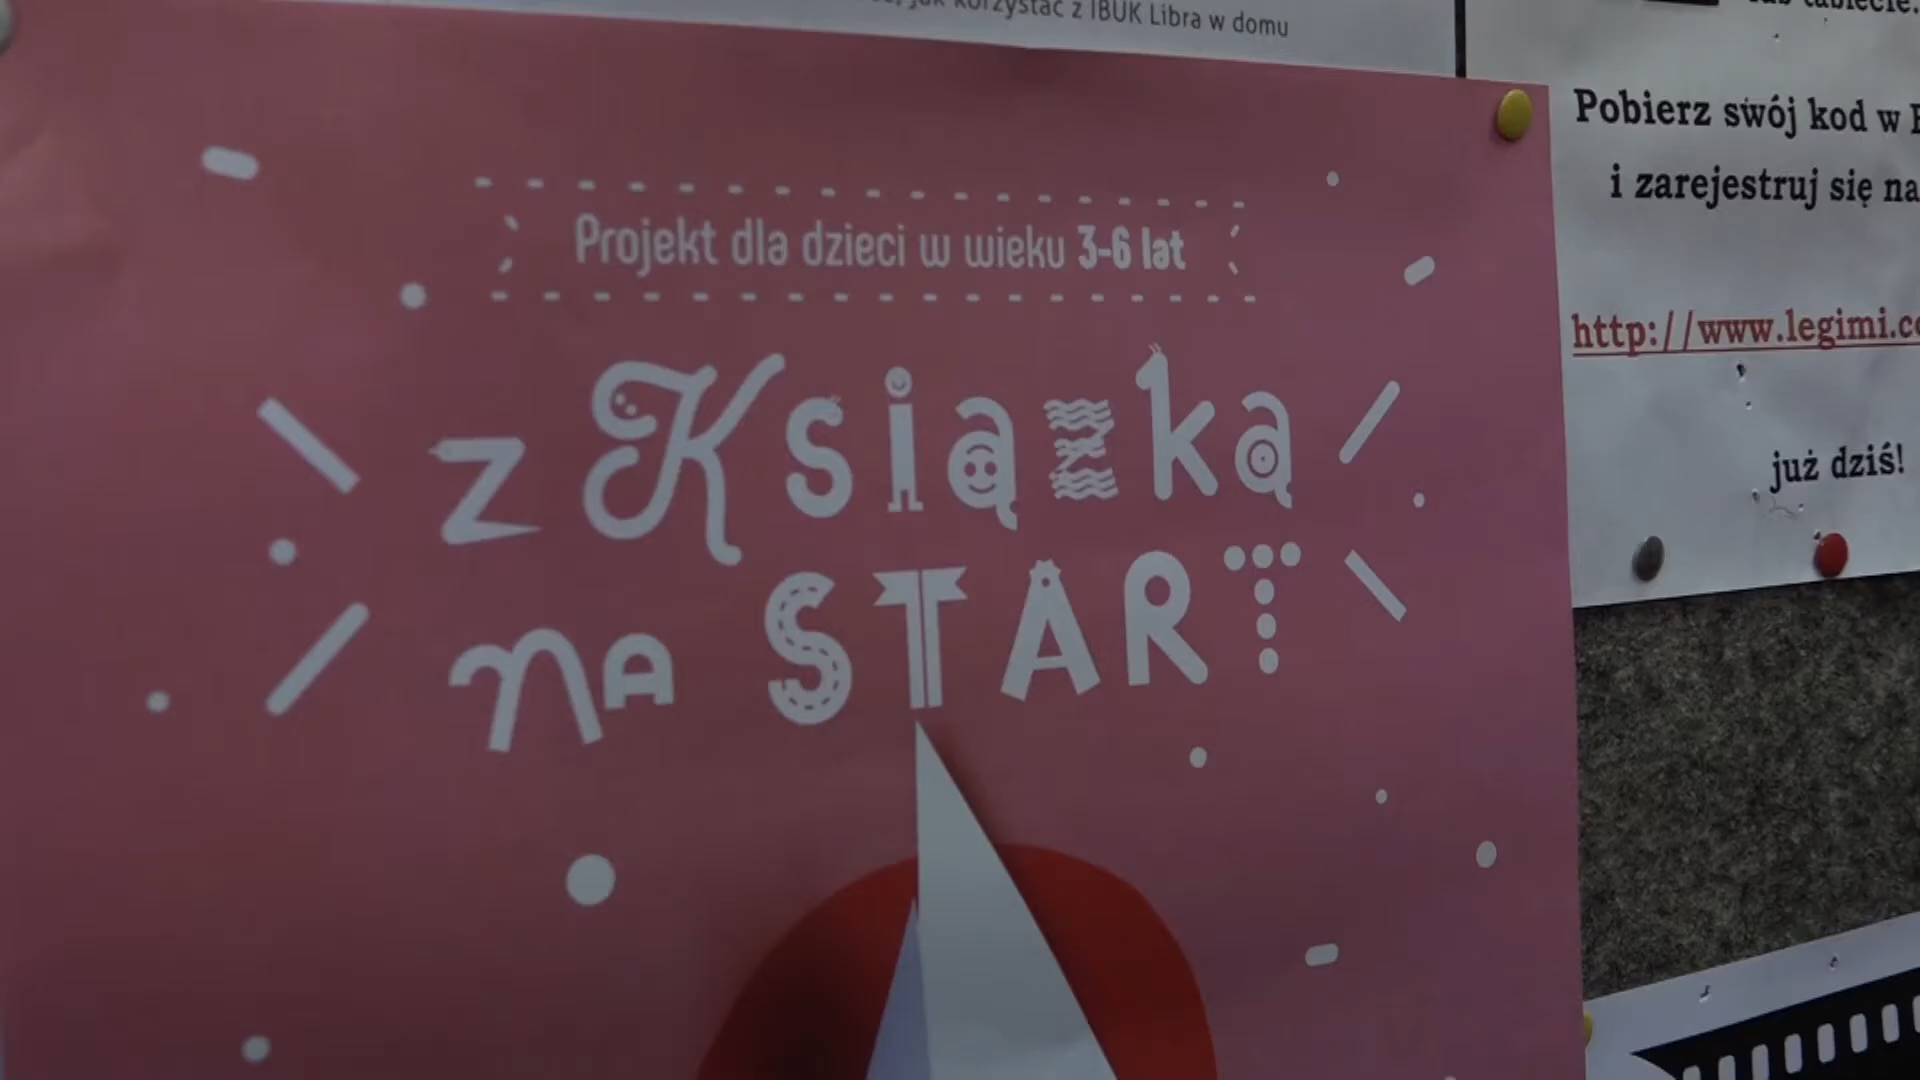 korzystać z IBUK Libra w domu
Projekt dla dzieci w wieku 3-6 lat
z Książką
na START
Pobierz swój kod w
i zarejestruj się na
http://www.legimi.co
już dziś!